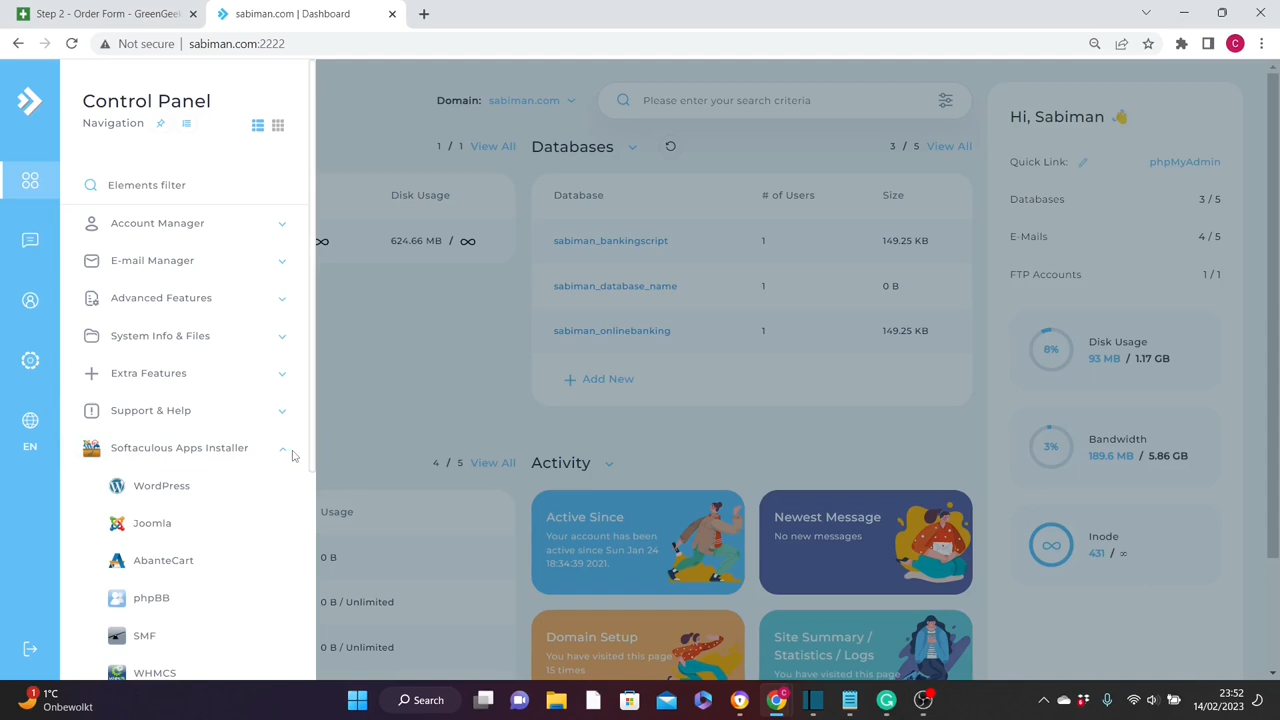 Step 2 - Order Form - GreenGeek
sabiman.com | Dashboard
Not secure | sabiman.com:2222
C
Control Panel
Navigation
Elements filter
Account Manager
E-mail Manager
Advanced Features
System Info & Files
Extra Features
Support & Help
Softaculous Apps Installer
WordPress
Joomla
AbanteCart
phpBB
SMF
WHMCS
EN
Domain: sabiman.com
Please enter your search criteria
1 / 1 View All
Disk Usage
624.66 MB / ∞
Databases
3 / 5 View All
Database # of Users Size
sabiman_bankingscript 1 149.25 KB
sabiman_database_name 1 0 B
sabiman_onlinebanking 1 149.25 KB
Add New
4 / 5 View All
Usage
0 B
0 B / Unlimited
0 B / Unlimited
Activity
Active Since
Your account has been
active since Sun Jan 24
18:34:39 2021.
Newest Message
No new messages
Domain Setup
You have visited this page
15 times
Site Summary /
Statistics / Logs
You have visited this page
Hi, Sabiman
Quick Link: phpMyAdmin
Databases 3 / 5
E-Mails 4 / 5
FTP Accounts 1 / 1
8%
Disk Usage
93 MB / 1.17 GB
3%
Bandwidth
189.6 MB / 5.86 GB
∞
Inode
431 / ∞
1
1°C
Onbewolkt
Search
C
23:52
14/02/2023